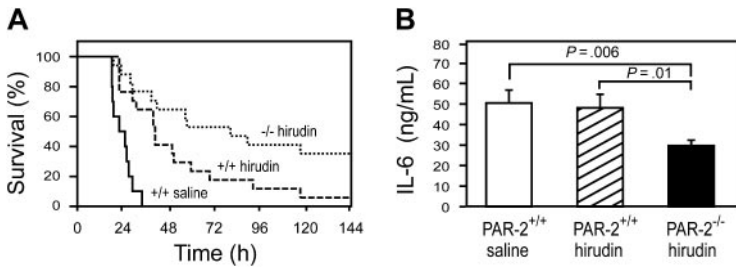 A
Survival (%)
100
80
60
40
20
0
-/- hirudin
+/+ hirudin
+/+ saline
0 24 48 72 96 120 144
Time (h)
B
IL-6 (ng/mL)
80
70
60
50
40
30
20
10
0
P = .006
P = .01
PAR-2+/+ PAR-2+/+ PAR-2-/-
saline hirudin hirudin